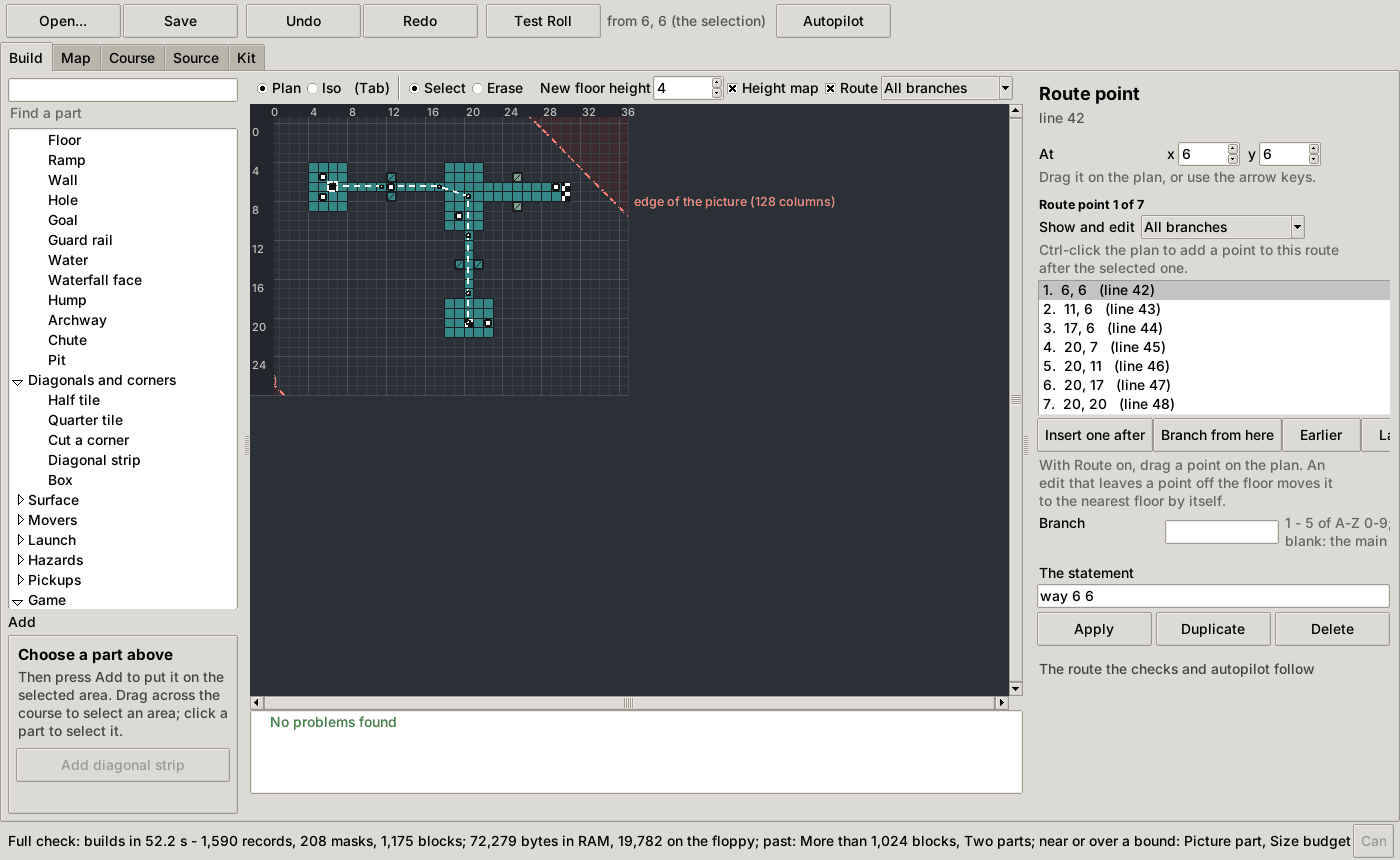 Open... Save Undo Redo Test Roll from 6, 6 (the selection) Autopilot
Build Map Course Source Kit
Find a part
Floor
Ramp
Wall
Hole
Goal
Guard rail
Water
Waterfall face
Hump
Archway
Chute
Pit
Diagonals and corners
Half tile
Quarter tile
Cut a corner
Diagonal strip
Box
Surface
Movers
Launch
Hazards
Pickups
Game
Add
Choose a part above
Then press Add to put it on the
selected area. Drag across the
course to select an area; click a
part to select it.
Add diagonal strip
Plan Iso (Tab) Select Erase New floor height 4 Height map Route All branches
0 4 8 12 16 20 24 28 32 36
0
4
8
12
16
20
24
edge of the picture (128 columns)
No problems found
Route point
line 42
At x 6 y 6
Drag it on the plan, or use the arrow keys.
Route point 1 of 7
Show and edit All branches
Ctrl-click the plan to add a point to this route
after the selected one.
1. 6, 6 (line 42)
2. 11, 6 (line 43)
3. 17, 6 (line 44)
4. 20, 7 (line 45)
5. 20, 11 (line 46)
6. 20, 17 (line 47)
7. 20, 20 (line 48)
Insert one after Branch from here Earlier
With Route on, drag a point on the plan. An
edit that leaves a point off the floor moves it
to the nearest floor by itself.
Branch 1 - 5 of A-Z 0-9;
blank: the main
The statement
way 6 6
Apply Duplicate Delete
The route the checks and autopilot follow
Full check: builds in 52.2 s - 1,590 records, 208 masks, 1,175 blocks; 72,279 bytes in RAM, 19,782 on the floppy; past: More than 1,024 blocks, Two parts; near or over a bound: Picture part, Size budget